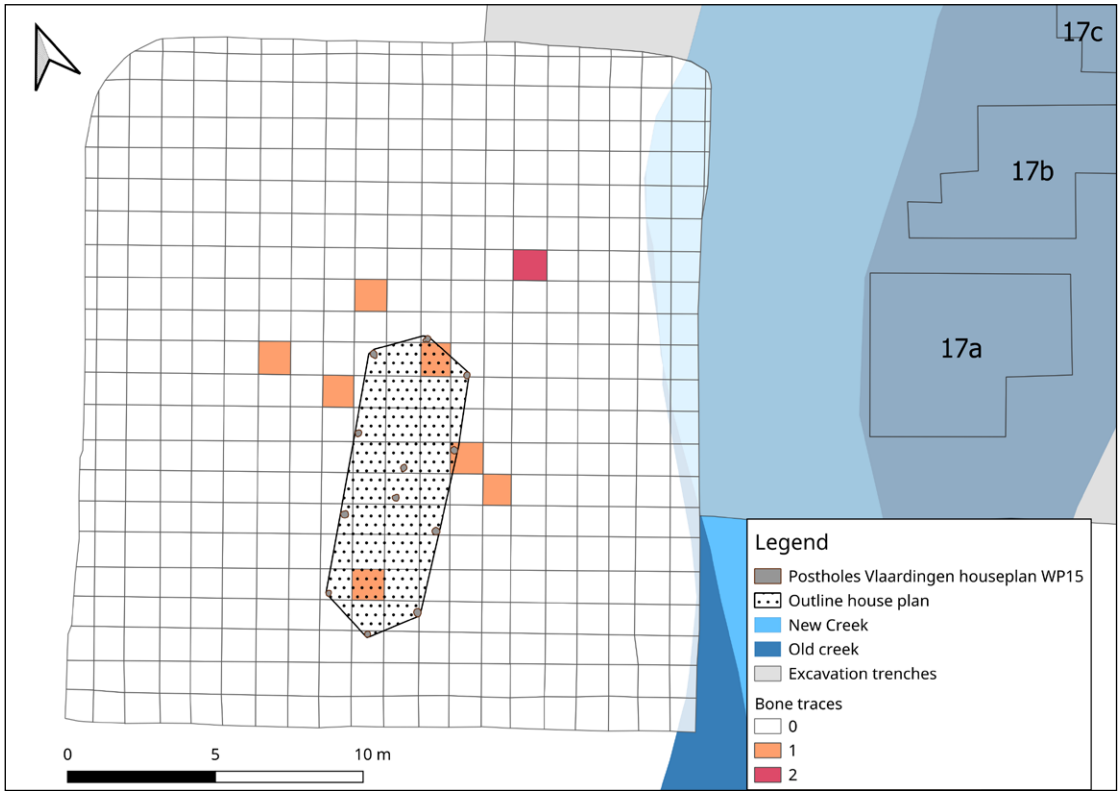 17c
17b
17a
Legend
Postholes Vlaardingen houseplan WP15
Outline house plan
New Creek
Old creek
Excavation trenches
Bone traces
0
1
2
0 5 10 m